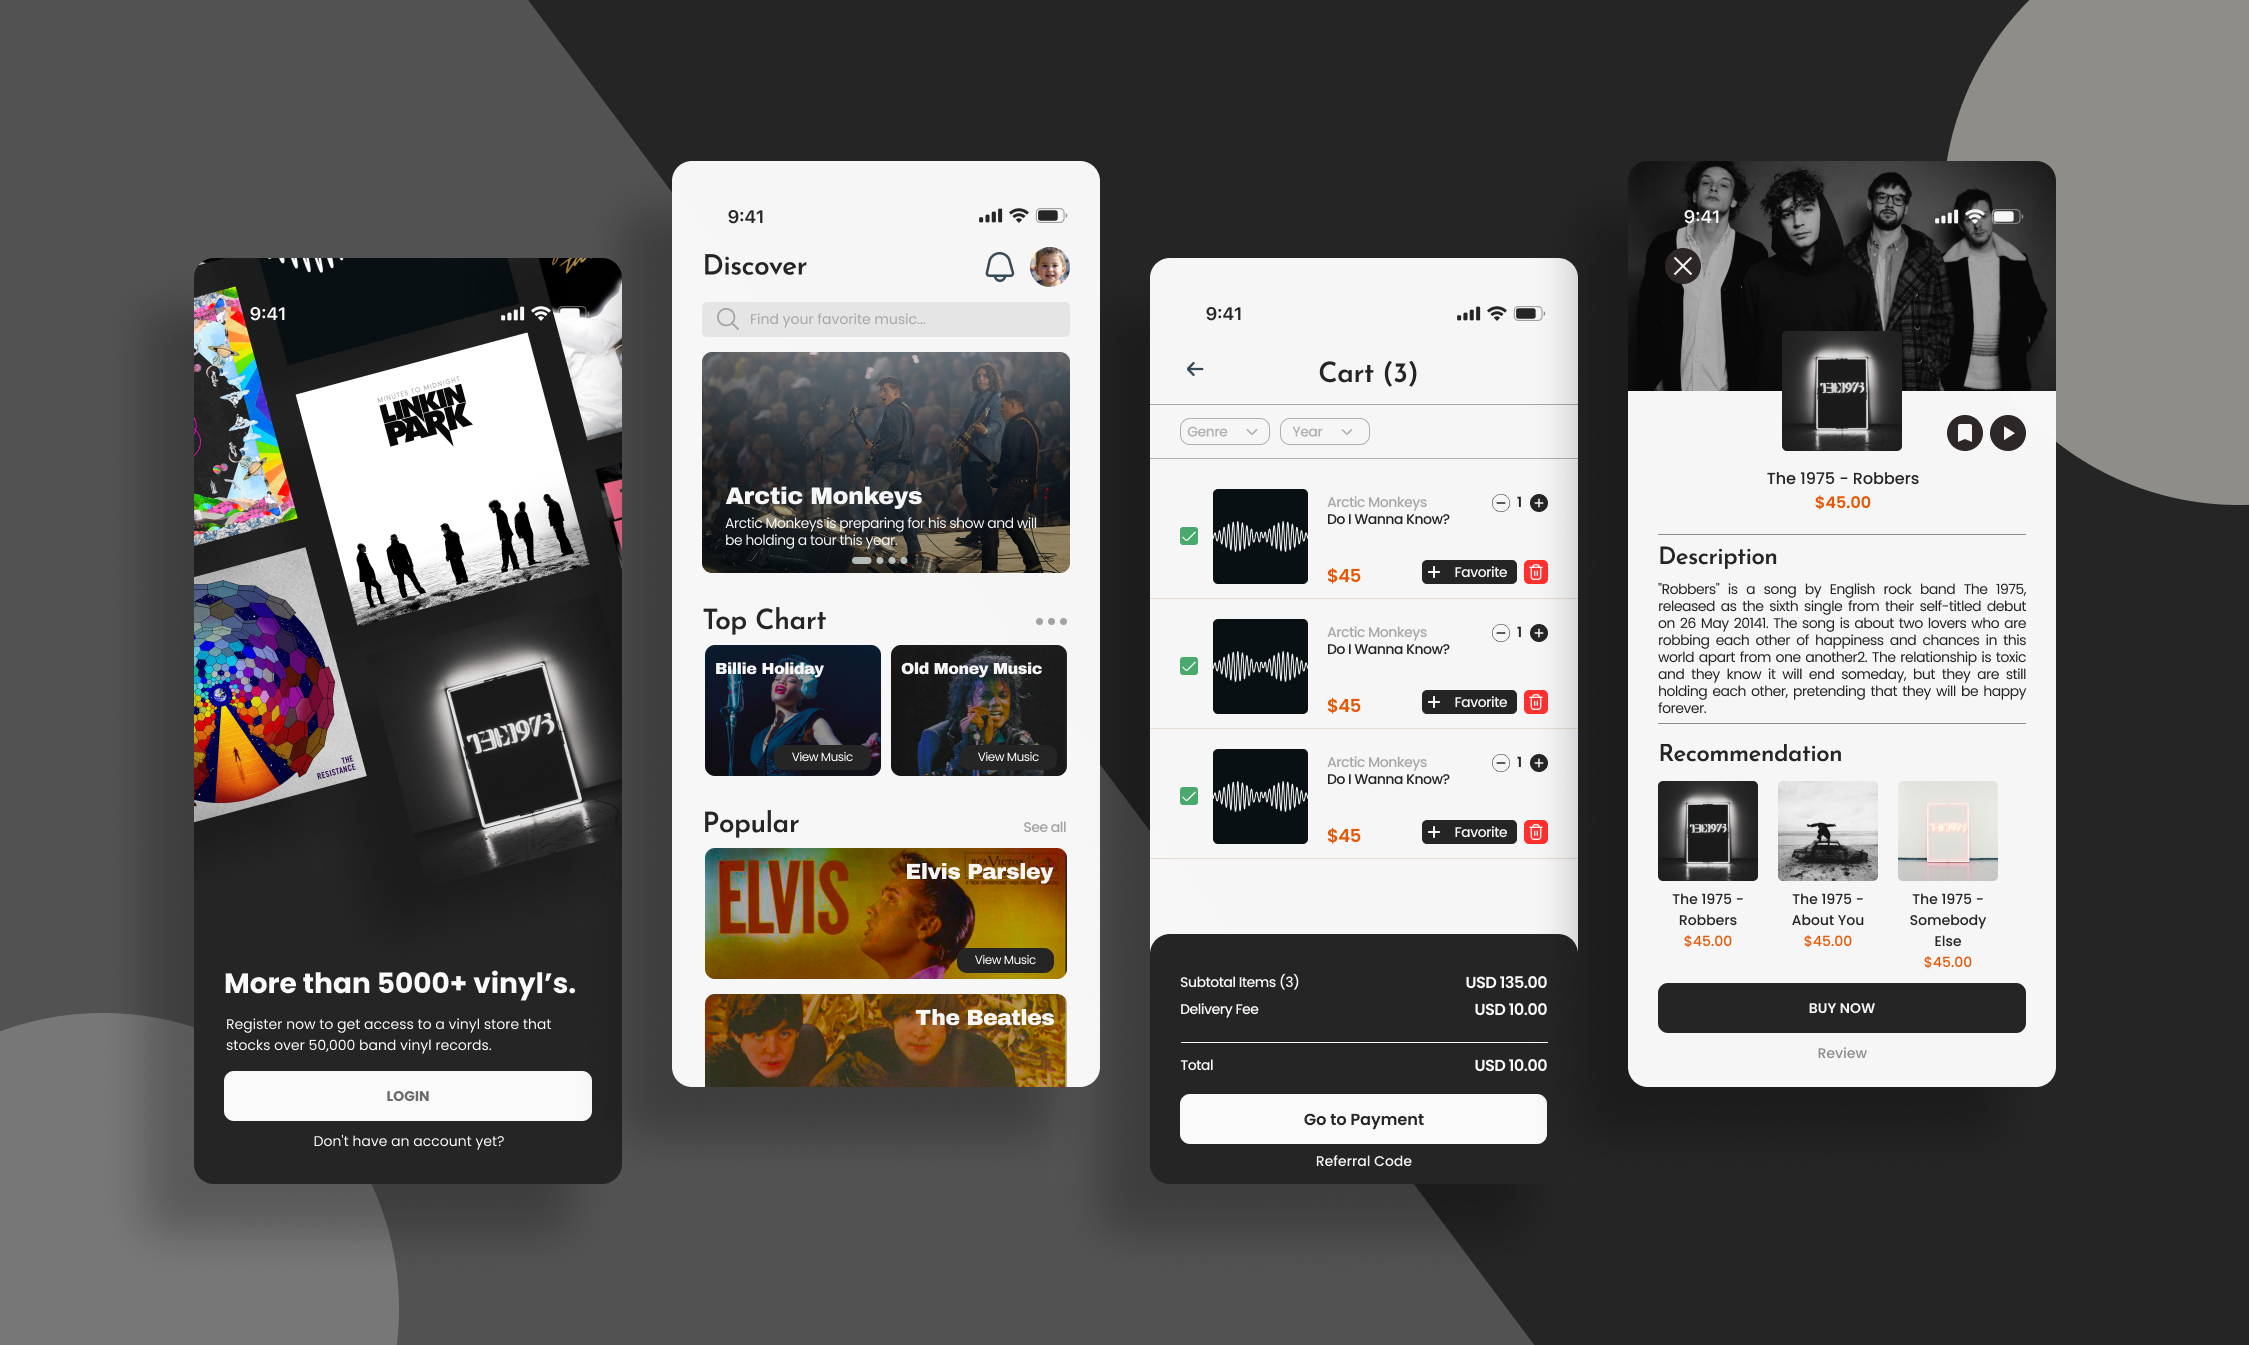 9:41
MINUTES TO MIDNIGHT
LINKIN
PARK
THE
RESISTANCE
THE 1975
More than 5000+ vinyl's.
Register now to get access to a vinyl store that
stocks over 50,000 band vinyl records.
LOGIN
Don't have an account yet?
9:41
Discover
Find your favorite music...
Arctic Monkeys
Arctic Monkeys is preparing for his show and will
be holding a tour this year.
Top Chart
Billie Holiday
View Music
Old Money Music
View Music
Popular
See all
ELVIS
RCA VICTOR
Elvis Parsley
View Music
The Beatles
9:41
Cart (3)
Genre
Year
Arctic Monkeys
Do I Wanna Know?
1
$45
Favorite
Arctic Monkeys
Do I Wanna Know?
1
$45
Favorite
Arctic Monkeys
Do I Wanna Know?
1
$45
Favorite
Subtotal Items (3) USD 135.00
Delivery Fee USD 10.00
Total USD 10.00
Go to Payment
Referral Code
9:41
THE 1975
The 1975 - Robbers
$45.00
Description
"Robbers" is a song by English rock band The 1975,
released as the sixth single from their self-titled debut
on 26 May 20141. The song is about two lovers who are
robbing each other of happiness and chances in this
world apart from one another2. The relationship is toxic
and they know it will end someday, but they are still
holding each other, pretending that they will be happy
forever.
Recommendation
THE 1975
The 1975 -
Robbers
$45.00
The 1975 -
About You
$45.00
THE 1975
The 1975 -
Somebody
Else
$45.00
BUY NOW
Review